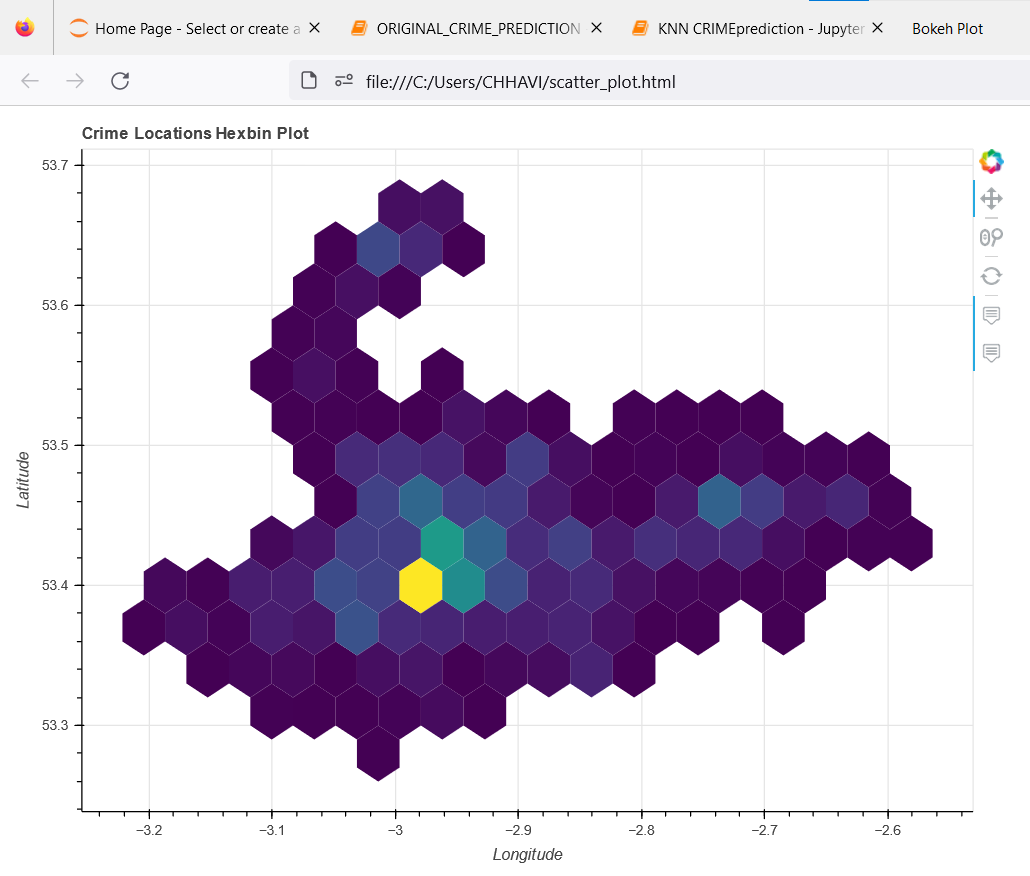 Home Page - Select or create a
ORIGINAL_CRIME_PREDICTION
KNN CRIMEprediction - Jupyter
Bokeh Plot
file:///C:/Users/CHHAVI/scatter_plot.html
Crime Locations Hexbin Plot
53.7
53.6
53.5
53.4
53.3
Latitude
−3.2
−3.1
−3
−2.9
−2.8
−2.7
−2.6
Longitude